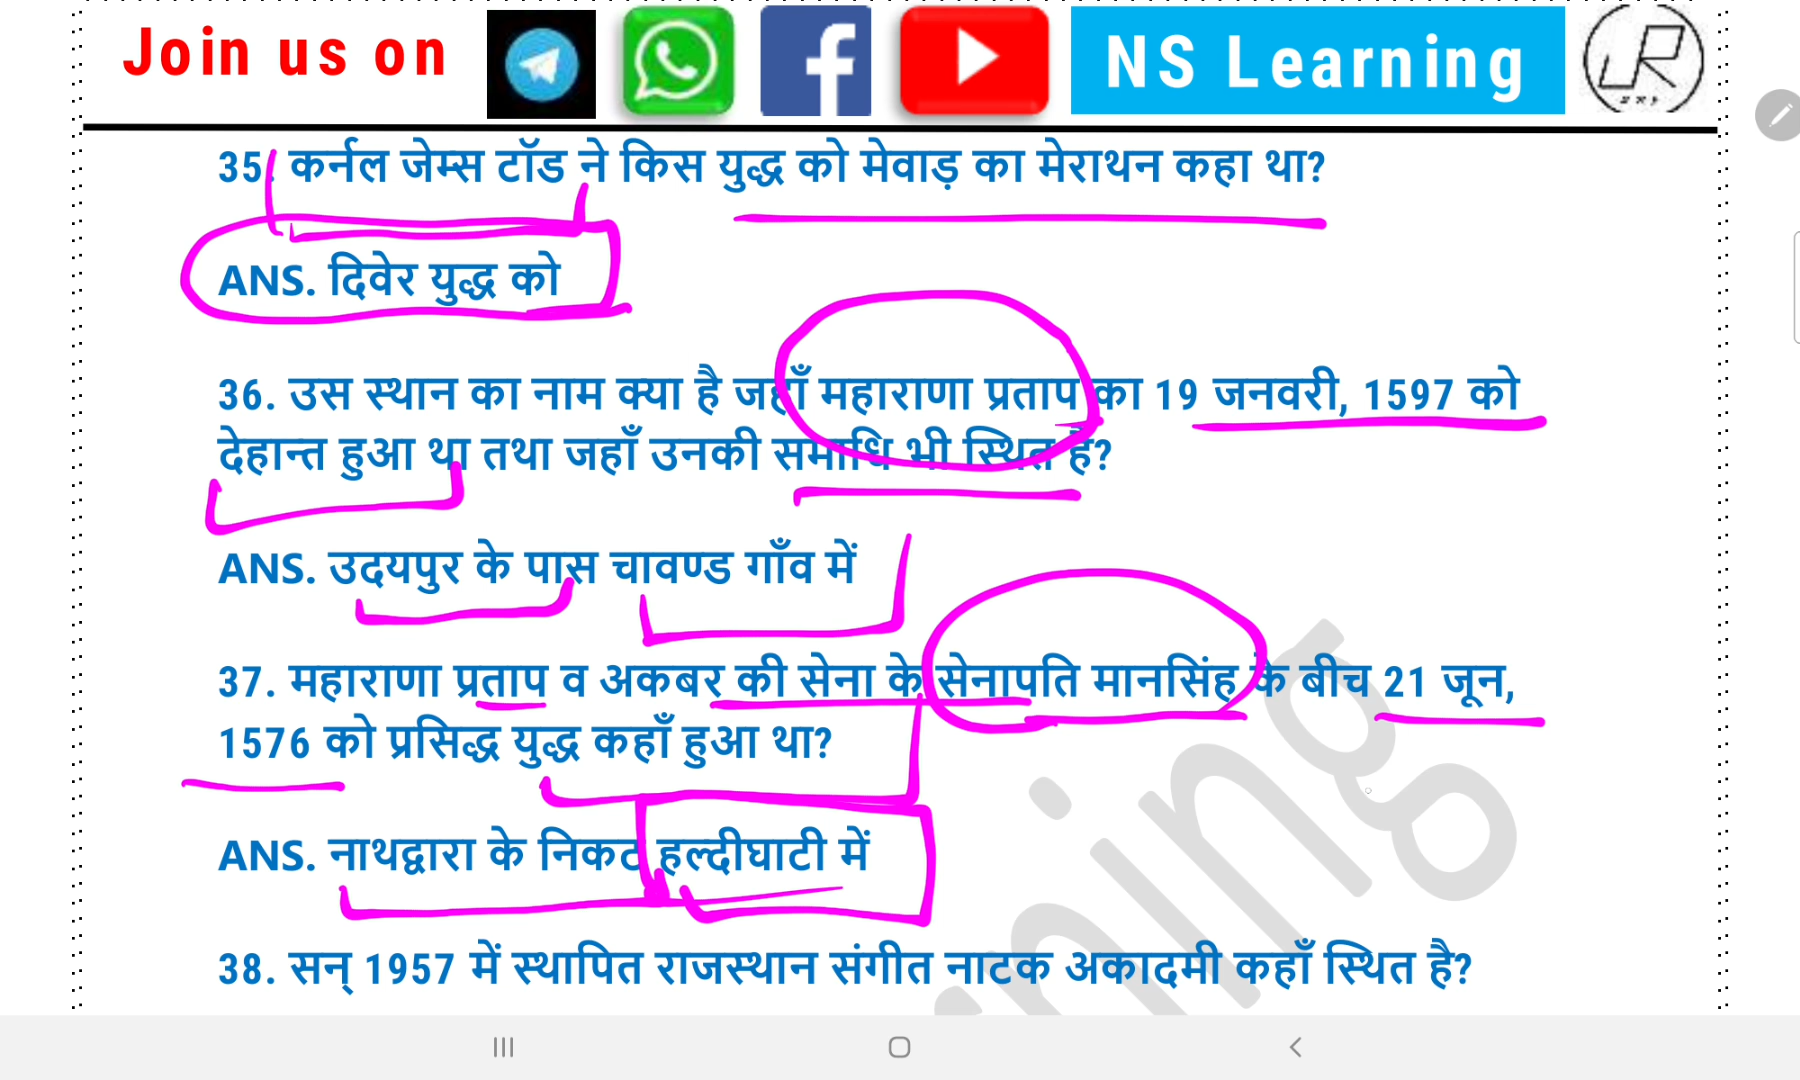 Join us on NS Learning
35. कर्नल जेम्स टॉड ने किस युद्ध को मेवाड़ का मेराथन कहा था?
ANS. दिवेर युद्ध को
36. उस स्थान का नाम क्या है जहाँ महाराणा प्रताप का 19 जनवरी, 1597 को
देहान्त हुआ था तथा जहाँ उनकी समाधि भी स्थित है?
ANS. उदयपुर के पास चावण्ड गाँव में
37. महाराणा प्रताप व अकबर की सेना के सेनापति मानसिंह के बीच 21 जून,
1576 को प्रसिद्ध युद्ध कहाँ हुआ था?
ANS. नाथद्वारा के निकट हल्दीघाटी में
38. सन् 1957 में स्थापित राजस्थान संगीत नाटक अकादमी कहाँ स्थित है?